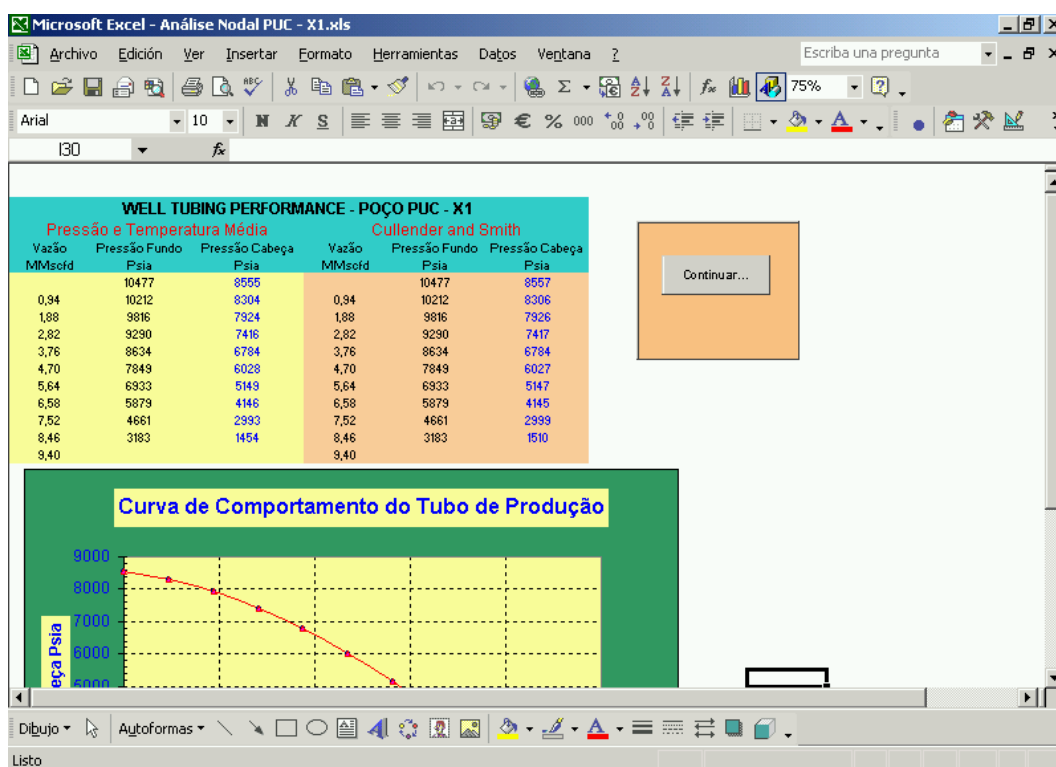 Microsoft Excel - Análise Nodal PUC - X1.xls
Archivo Edición Ver Insertar Formato Herramientas Datos Ventana ? Escriba una pregunta
75%
Arial 10 N K S € % 000
I30 fx
WELL TUBING PERFORMANCE - POÇO PUC - X1
Pressão e Temperatura Média Cullender and Smith
Vazão Pressão Fundo Pressão Cabeça Vazão Pressão Fundo Pressão Cabeça
MMscfd Psia Psia MMscfd Psia Psia
10477 8555 10477 8557
0,94 10212 8304 0,94 10212 8306
1,88 9816 7924 1,88 9816 7926
2,82 9290 7416 2,82 9290 7417
3,76 8634 6784 3,76 8634 6784
4,70 7849 6028 4,70 7849 6027
5,64 6933 5149 5,64 6933 5147
6,58 5879 4146 6,58 5879 4145
7,52 4661 2993 7,52 4661 2999
8,46 3183 1454 8,46 3183 1510
9,40 9,40
Continuar...
Curva de Comportamento do Tubo de Produção
9000
8000
7000
6000
5000
eça Psia
Dibujo Autoformas
Listo